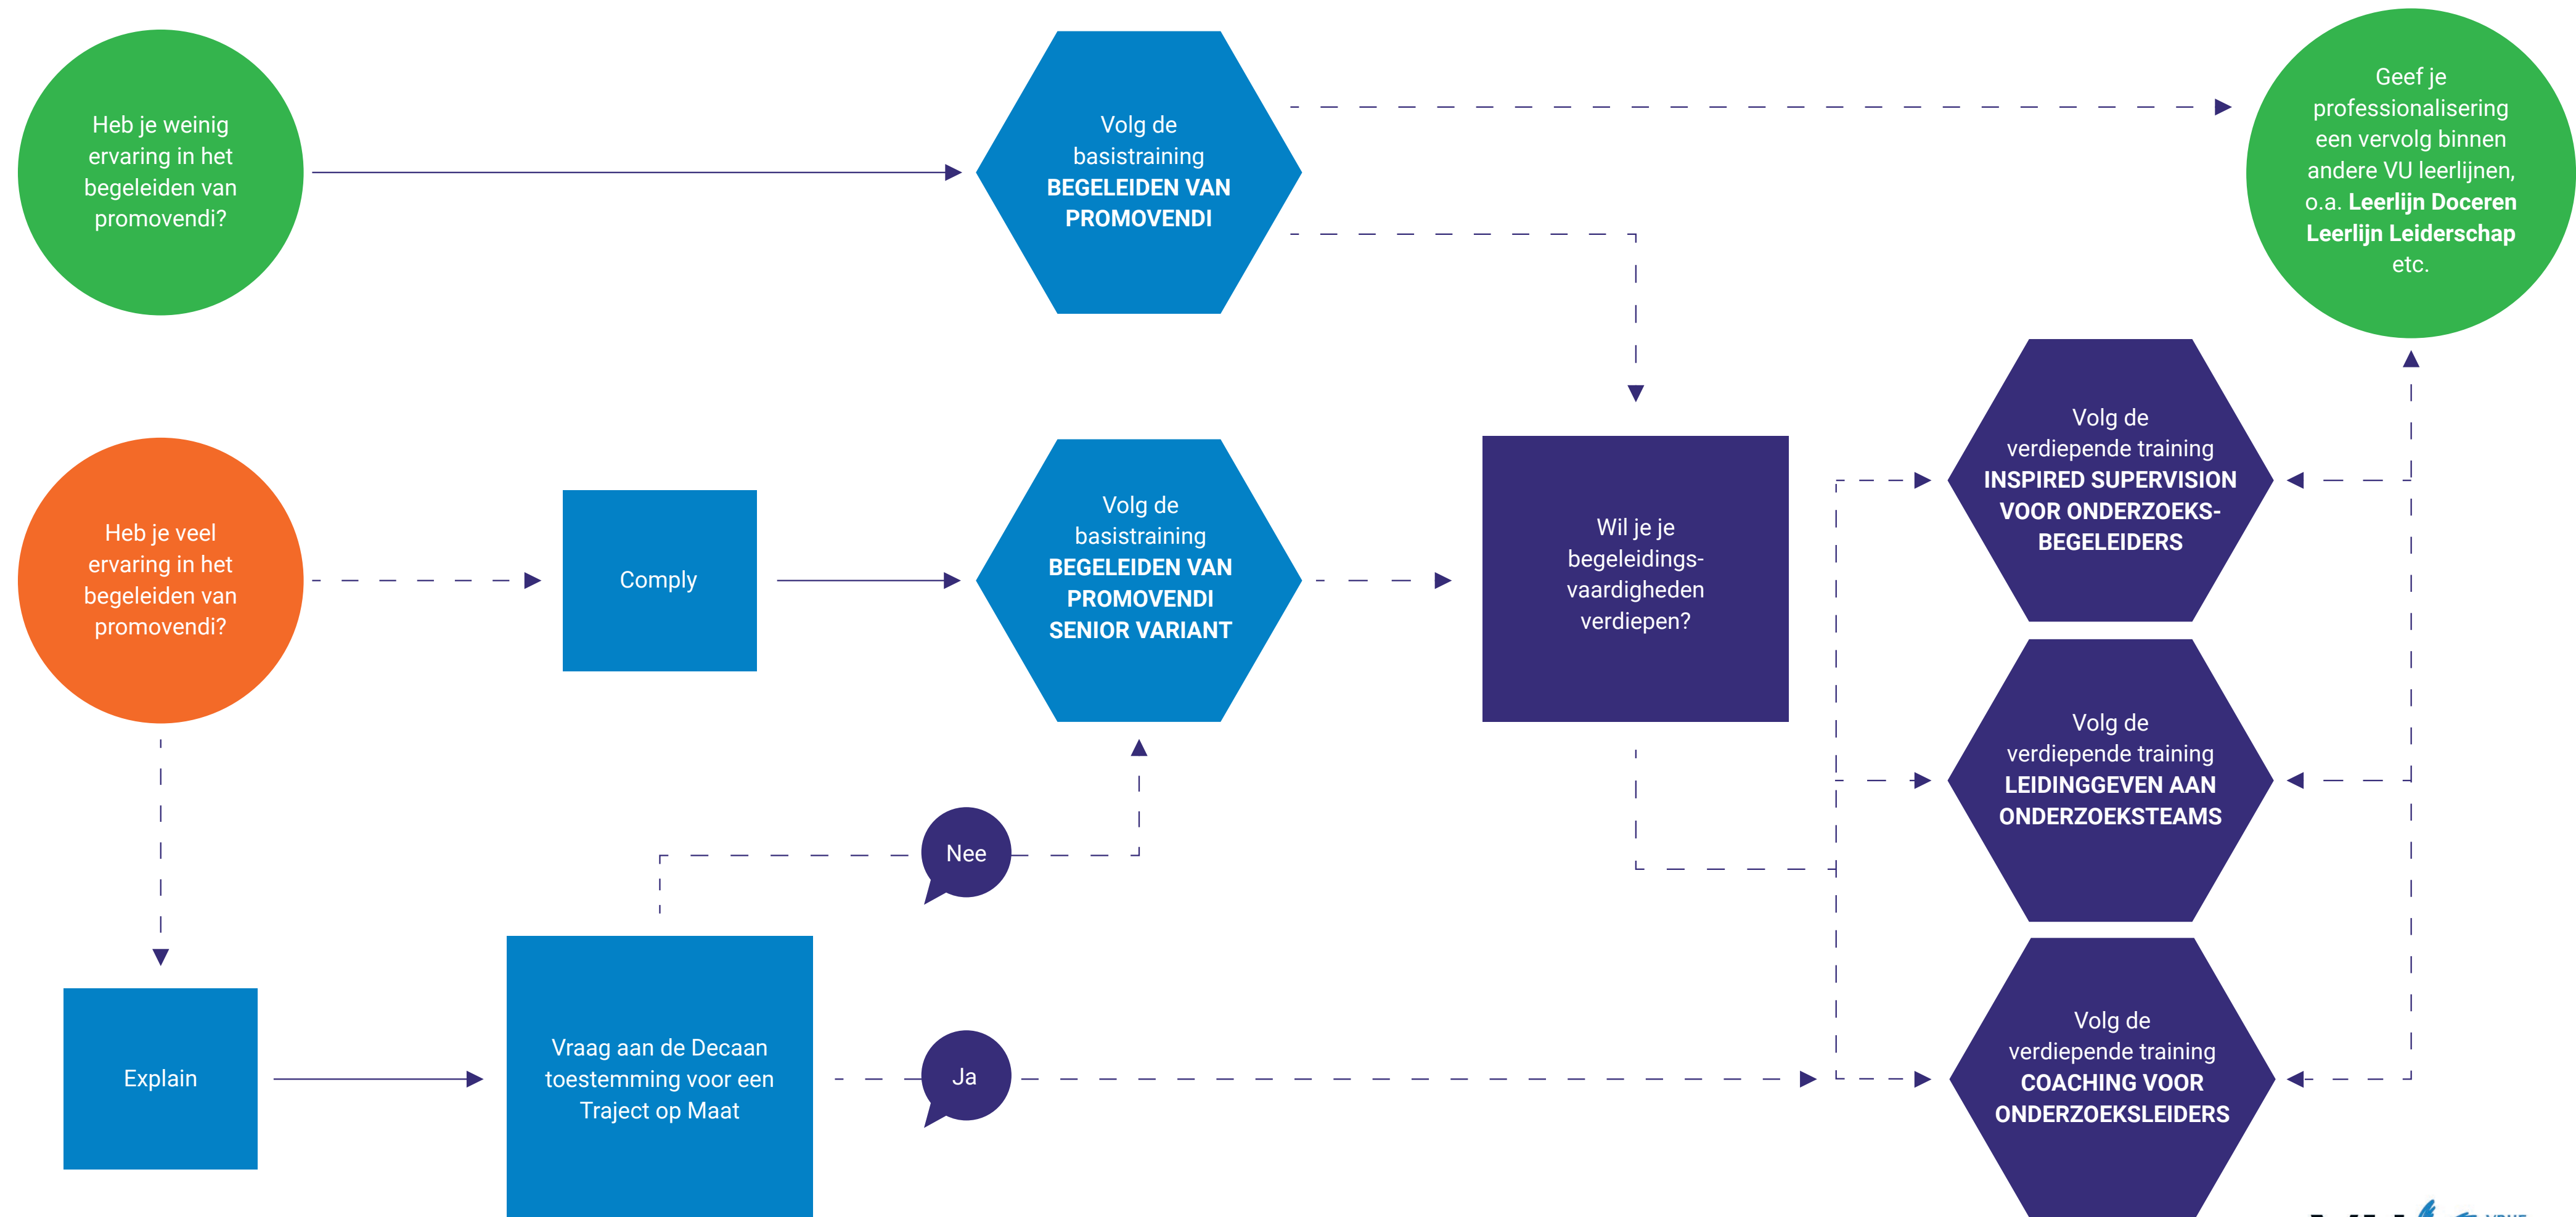 Heb je weinig
ervaring in het
begeleiden van
promovendi?
Volg de
basistraining
BEGELEIDEN VAN
PROMOVENDI
Geef je
professionalisering
een vervolg binnen
andere VU leerlijnen,
o.a. Leerlijn Doceren
Leerlijn Leiderschap
etc.
Heb je veel
ervaring in het
begeleiden van
promovendi?
Comply
Volg de
basistraining
BEGELEIDEN VAN
PROMOVENDI
SENIOR VARIANT
Wil je je
begeleidings-
vaardigheden
verdiepen?
Volg de
verdiepende training
INSPIRED SUPERVISION
VOOR ONDERZOEKS-
BEGELEIDERS
Volg de
verdiepende training
LEIDINGGEVEN AAN
ONDERZOEKSTEAMS
Nee
Explain
Vraag aan de Decaan
toestemming voor een
Traject op Maat
Ja
Volg de
verdiepende training
COACHING VOOR
ONDERZOEKSLEIDERS